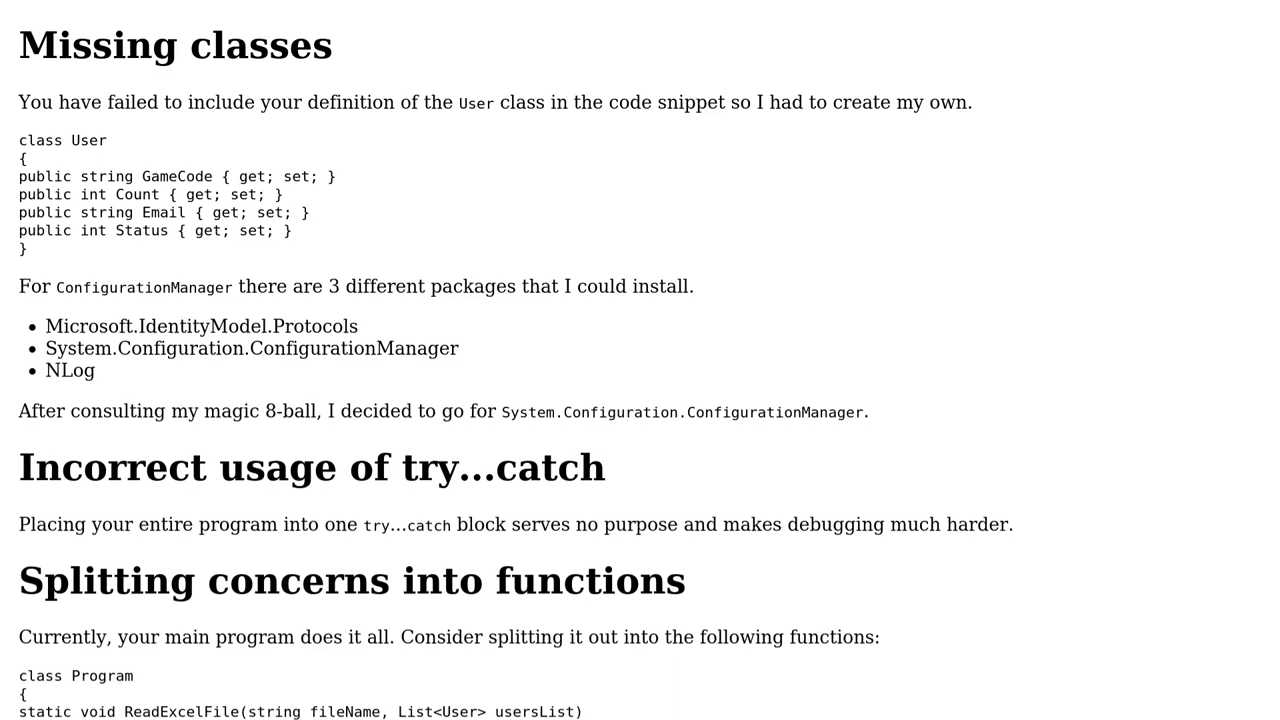 Missing classes
You have failed to include your definition of the User class in the code snippet so I had to create my own.
class User
{
public string GameCode { get; set; }
public int Count { get; set; }
public string Email { get; set; }
public int Status { get; set; }
}
For ConfigurationManager there are 3 different packages that I could install.
• Microsoft.IdentityModel.Protocols
• System.Configuration.ConfigurationManager
• NLog
After consulting my magic 8-ball, I decided to go for System.Configuration.ConfigurationManager.
Incorrect usage of try...catch
Placing your entire program into one try...catch block serves no purpose and makes debugging much harder.
Splitting concerns into functions
Currently, your main program does it all. Consider splitting it out into the following functions:
class Program
{
static void ReadExcelFile(string fileName, List<User> usersList)